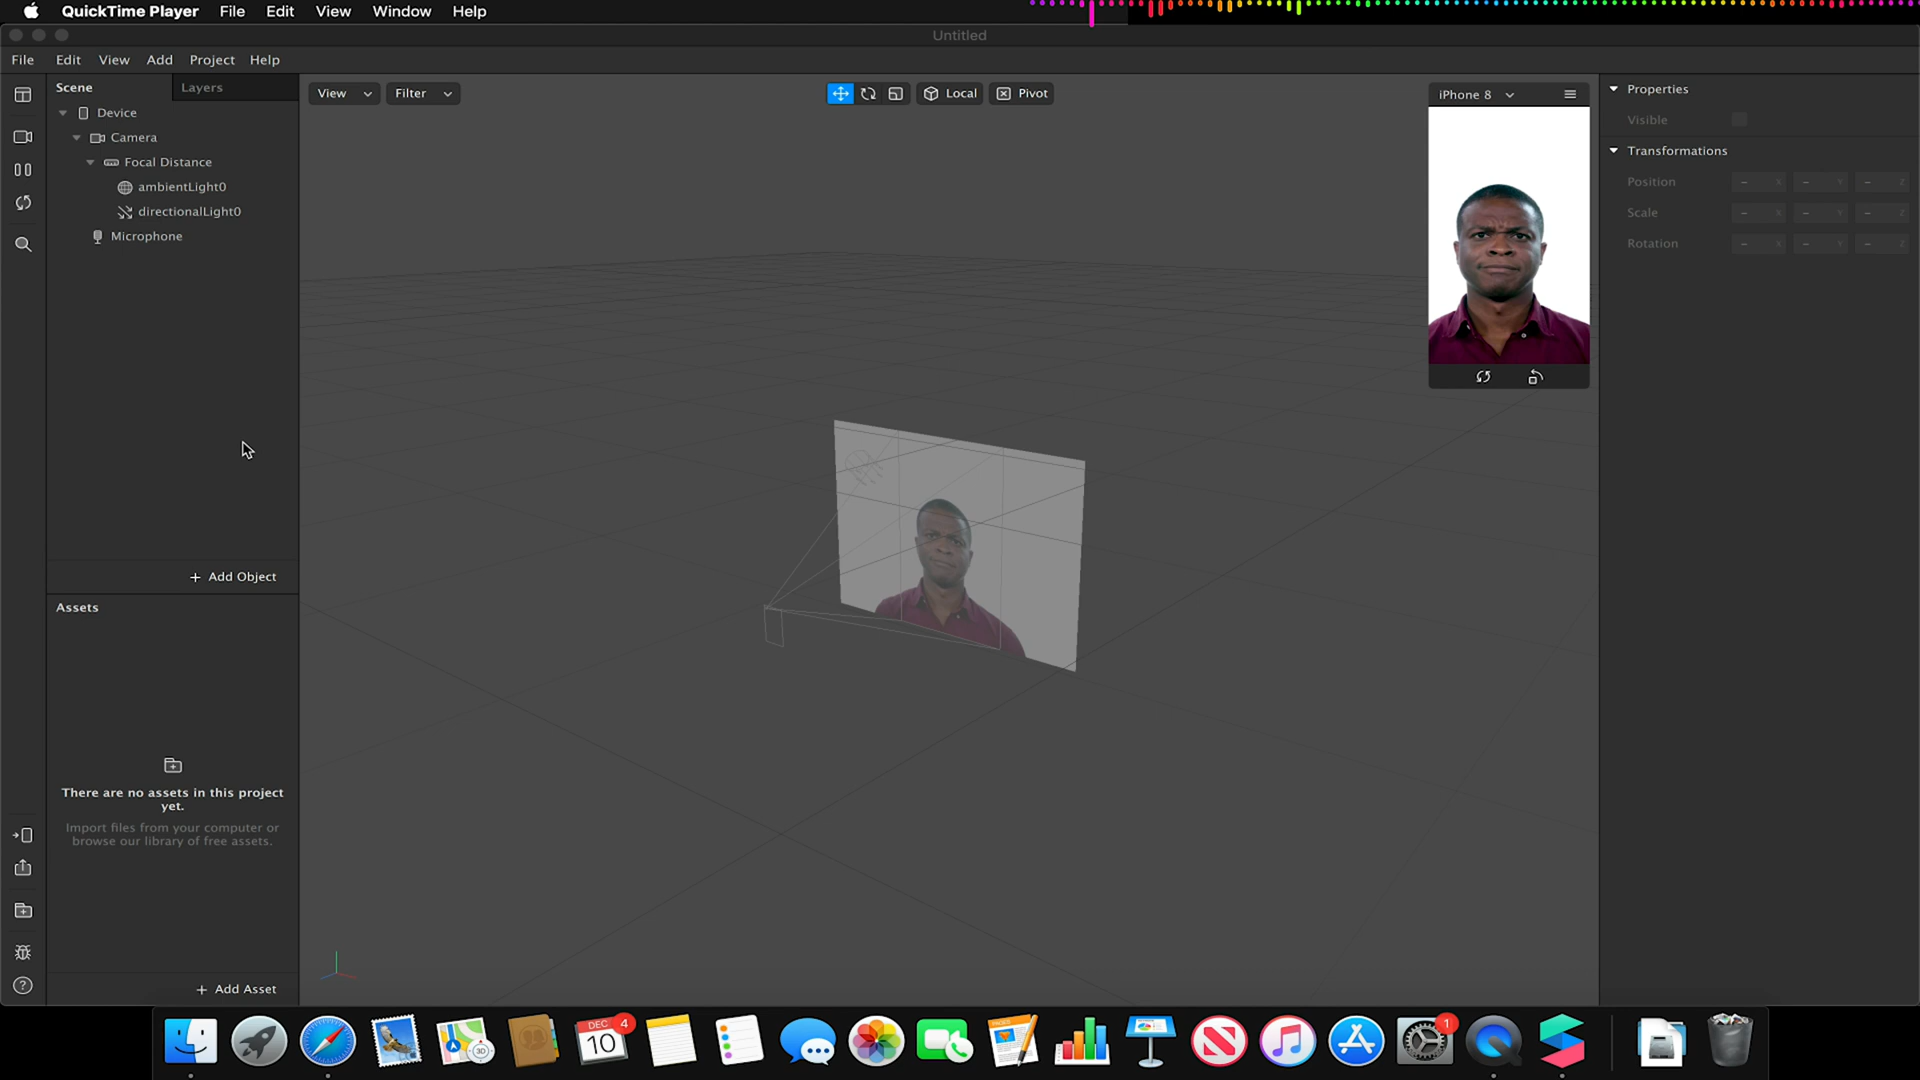 QuickTime Player File Edit View Window Help
Untitled
File Edit View Add Project Help
Scene Layers
Device
Camera
Focal Distance
ambientLight0
directionalLight0
Microphone
+ Add Object
Assets
There are no assets in this project
yet.
Import files from your computer or
browse our library of free assets.
+ Add Asset
View Filter
Local Pivot
iPhone 8
Properties
Visible
Transformations
Position – X – Y – Z
Scale – X – Y – Z
Rotation – X – Y – Z
DEC 4
10
3D
1